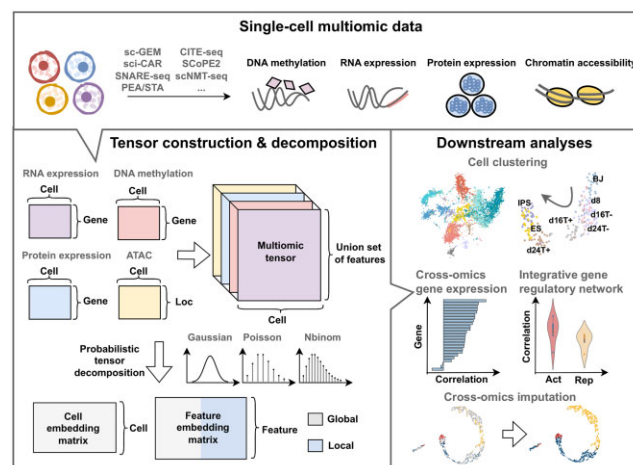 Single-cell multiomic data
sc-GEM CITE-seq
sci-CAR SCoPE2
SNARE-seq scNMT-seq
PEA/STA ...
DNA methylation RNA expression Protein expression Chromatin accessibility
Tensor construction & decomposition
RNA expression DNA methylation
Cell Cell
Gene Gene
Protein expression ATAC
Cell Cell
Gene Loc
Multiomic
tensor
Union set
of features
Cell
Probabilistic
tensor
decomposition
Gaussian Poisson Nbinom
Cell
embedding
matrix
Cell
Feature
embedding
matrix
Feature
Global
Local
Downstream analyses
Cell clustering
BJ
IPS
d8
d16T+
d16T-
ES
d24T-
d24T+
Cross-omics
gene expression
Gene
Correlation
Integrative gene
regulatory network
Correlation
Act Rep
Cross-omics imputation